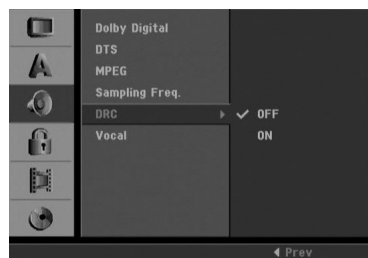 Dolby Digital
DTS
MPEG
Sampling Freq.
DRC ✓ OFF
Vocal ON
Prev